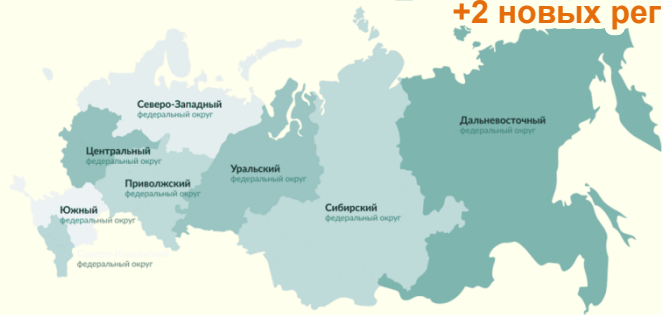 +2 новых рег
Северо-Западный
федеральный округ
Дальневосточный
федеральный округ
Центральный
федеральный округ
Уральский
федеральный округ
Приволжский
федеральный округ
Сибирский
федеральный округ
Южный
федеральный округ
федеральный округ